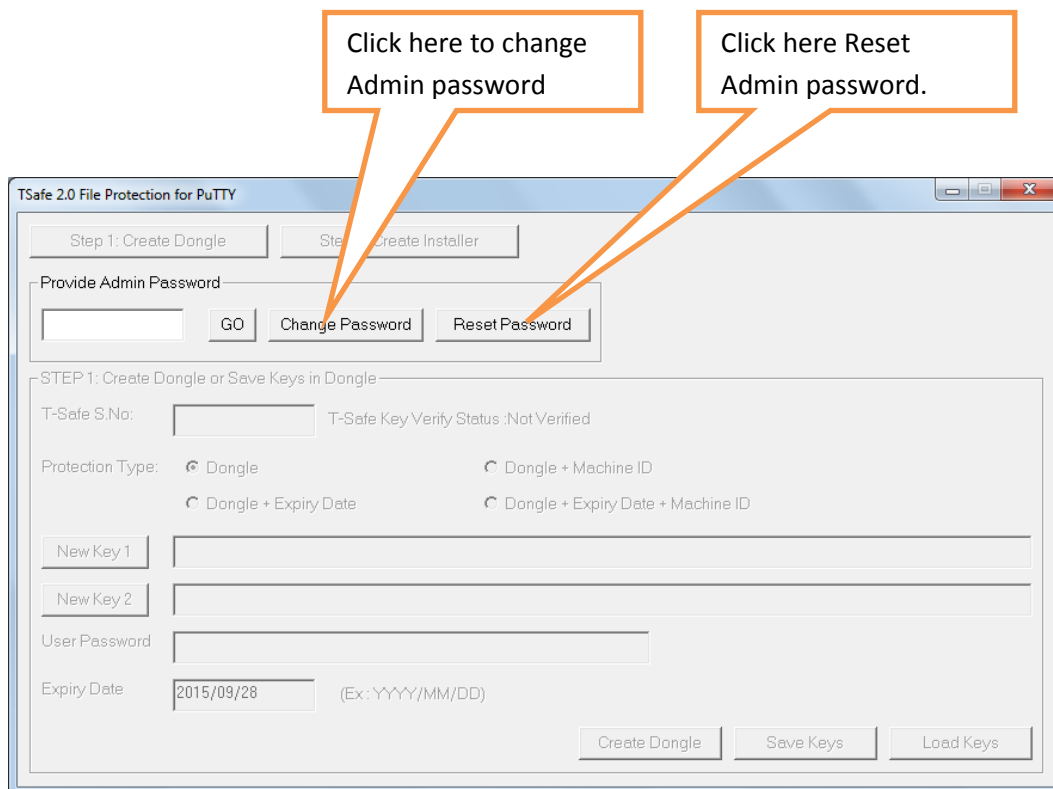 Click here to change
Admin password
Click here Reset
Admin password.
TSafe 2.0 File Protection for PuTTY
Step 1: Create Dongle
Ste Create Installer
Provide Admin Password
GO
Change Password
Reset Password
STEP 1: Create Dongle or Save Keys in Dongle
T-Safe S.No:
T-Safe Key Verify Status :Not Verified
Protection Type:
Dongle
Dongle + Machine ID
Dongle + Expiry Date
Dongle + Expiry Date + Machine ID
New Key 1
New Key 2
User Password
Expiry Date
2015/09/28
(Ex : YYYY/MM/DD)
Create Dongle
Save Keys
Load Keys